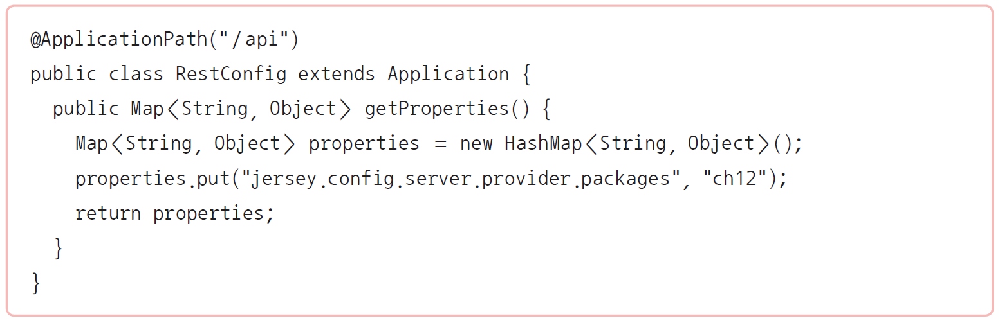 @ApplicationPath("/api")
public class RestConfig extends Application {
  public Map<String, Object> getProperties() {
    Map<String, Object> properties = new HashMap<String, Object>();
    properties.put("jersey.config.server.provider.packages", "ch12");
    return properties;
  }
}